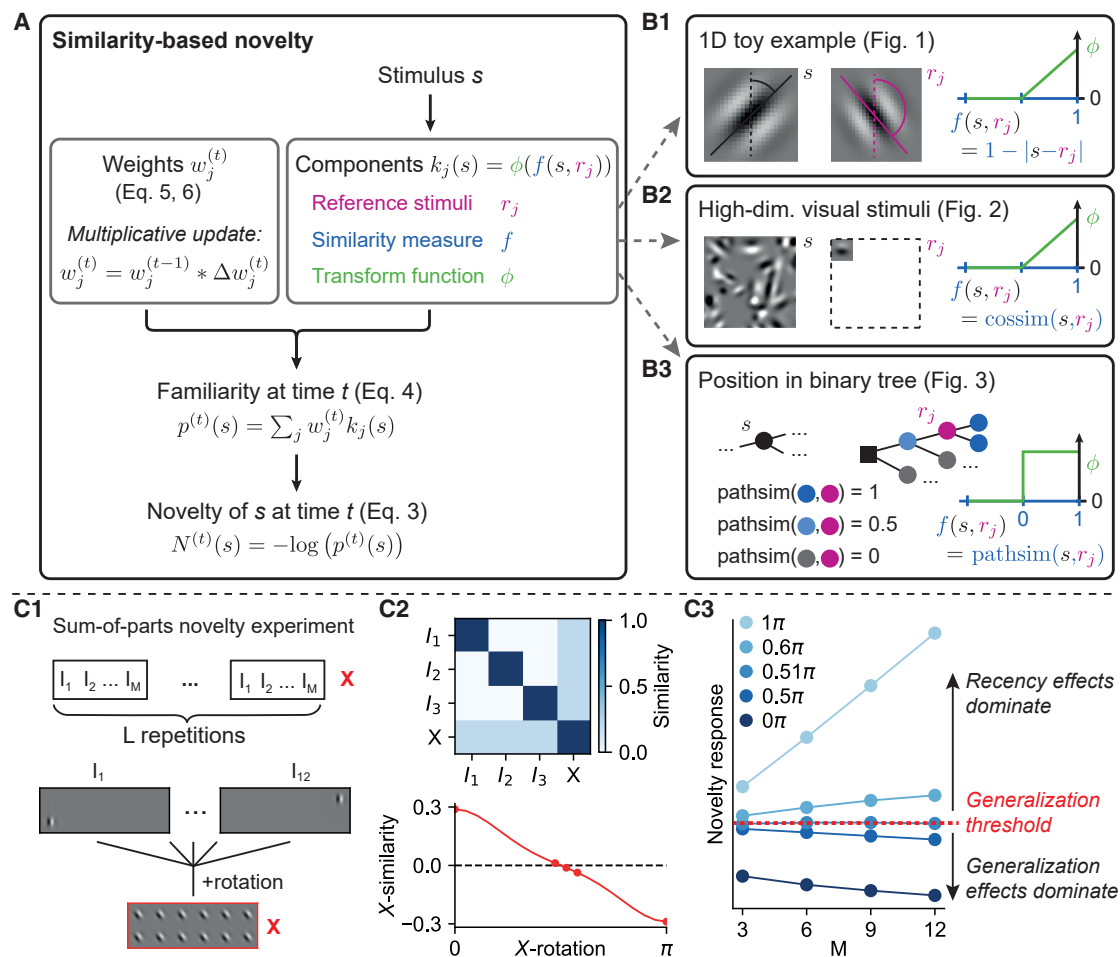 A
Similarity-based novelty
Stimulus s
Weights w_j^{(t)}
(Eq. 5, 6)
Multiplicative update:
w_j^{(t)} = w_j^{(t-1)} * Δw_j^{(t)}
Components k_j(s) = ϕ(f(s, r_j))
Reference stimuli r_j
Similarity measure f
Transform function ϕ
Familiarity at time t (Eq. 4)
p^{(t)}(s) = ∑_j w_j^{(t)} k_j(s)
Novelty of s at time t (Eq. 3)
N^{(t)}(s) = -log (p^{(t)}(s))
B1
1D toy example (Fig. 1)
s
r_j
ϕ
0
1
f(s, r_j)
= 1 - |s-r_j|
B2
High-dim. visual stimuli (Fig. 2)
s
r_j
ϕ
0
1
f(s, r_j)
= cossim(s,r_j)
B3
Position in binary tree (Fig. 3)
s
...
...
...
r_j
...
...
pathsim( , ) = 1
pathsim( , ) = 0.5
pathsim( , ) = 0
ϕ
0
1
f(s, r_j)
= pathsim(s,r_j)
C1
Sum-of-parts novelty experiment
I_1 I_2 ... I_M
...
I_1 I_2 ... I_M
X
L repetitions
I_1
I_12
...
+rotation
X
C2
I_1
I_2
I_3
X
I_1 I_2 I_3 X
1.0
0.5
0.0
Similarity
0.3
0.0
−0.3
X-similarity
0
π
X-rotation
C3
1π
0.6π
0.51π
0.5π
0π
Novelty response
3 6 9 12
M
Recency effects
dominate
Generalization
threshold
Generalization
effects dominate